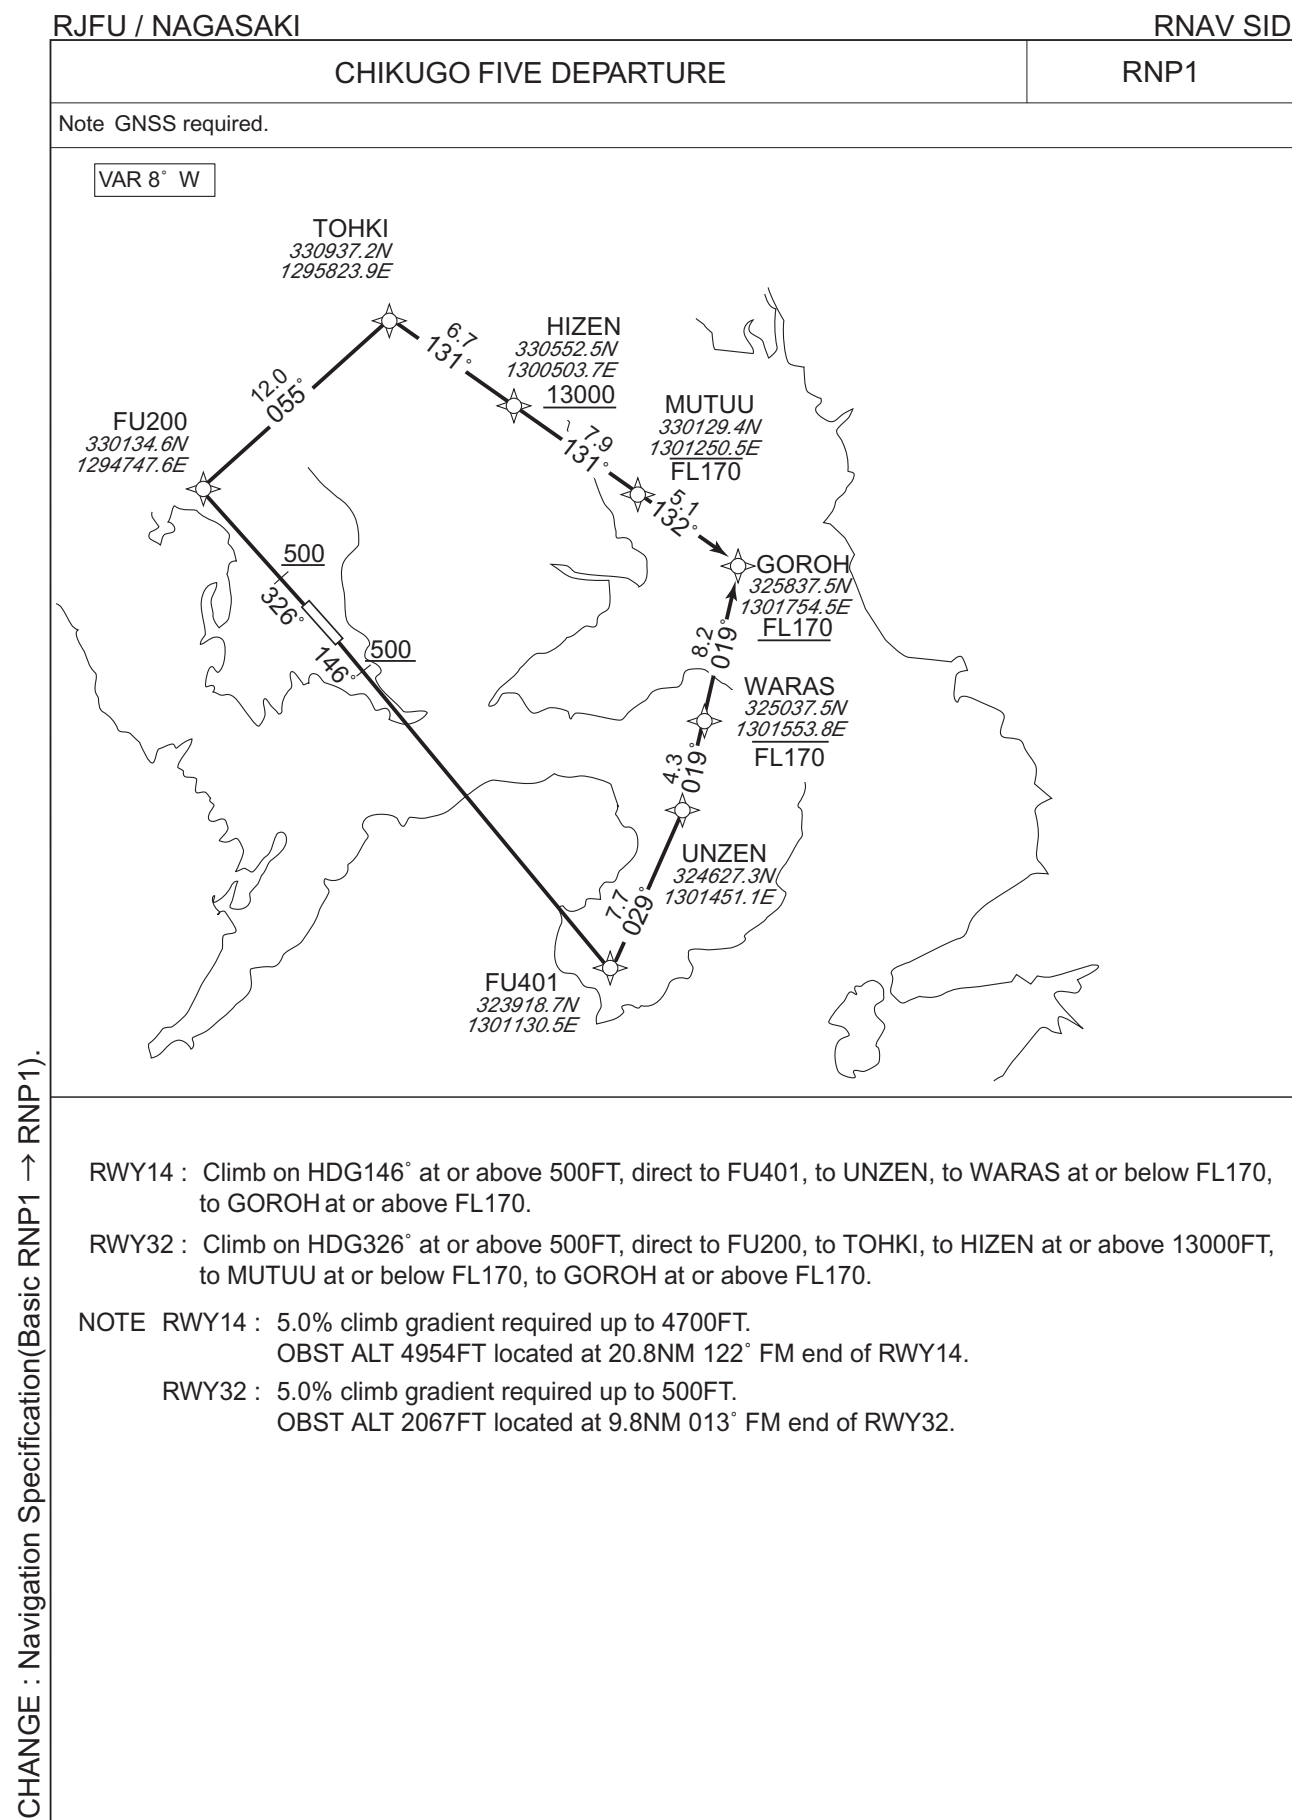 RJFU / NAGASAKI
RNAV SID
CHIKUGO FIVE DEPARTURE
RNP1
Note GNSS required.
VAR 8˚ W
TOHKI
330937.2N
1295823.9E
6.7
131˚
HIZEN
330552.5N
1300503.7E
13000
12.0
055˚
FU200
330134.6N
1294747.6E
7.9
131˚
MUTUU
330129.4N
1301250.5E
FL170
5.1
132˚
500
326˚
GOROH
325837.5N
1301754.5E
FL170
146˚
500
8.2
019˚
WARAS
325037.5N
1301553.8E
FL170
4.3
019˚
UNZEN
324627.3N
1301451.1E
7.7
029˚
FU401
323918.7N
1301130.5E
RWY14 : Climb on HDG146˚ at or above 500FT, direct to FU401, to UNZEN, to WARAS at or below FL170,
to GOROH at or above FL170.
RWY32 : Climb on HDG326˚ at or above 500FT, direct to FU200, to TOHKI, to HIZEN at or above 13000FT,
to MUTUU at or below FL170, to GOROH at or above FL170.
NOTE RWY14 : 5.0% climb gradient required up to 4700FT.
OBST ALT 4954FT located at 20.8NM 122˚ FM end of RWY14.
RWY32 : 5.0% climb gradient required up to 500FT.
OBST ALT 2067FT located at 9.8NM 013˚ FM end of RWY32.
CHANGE : Navigation Specification(Basic RNP1 → RNP1).